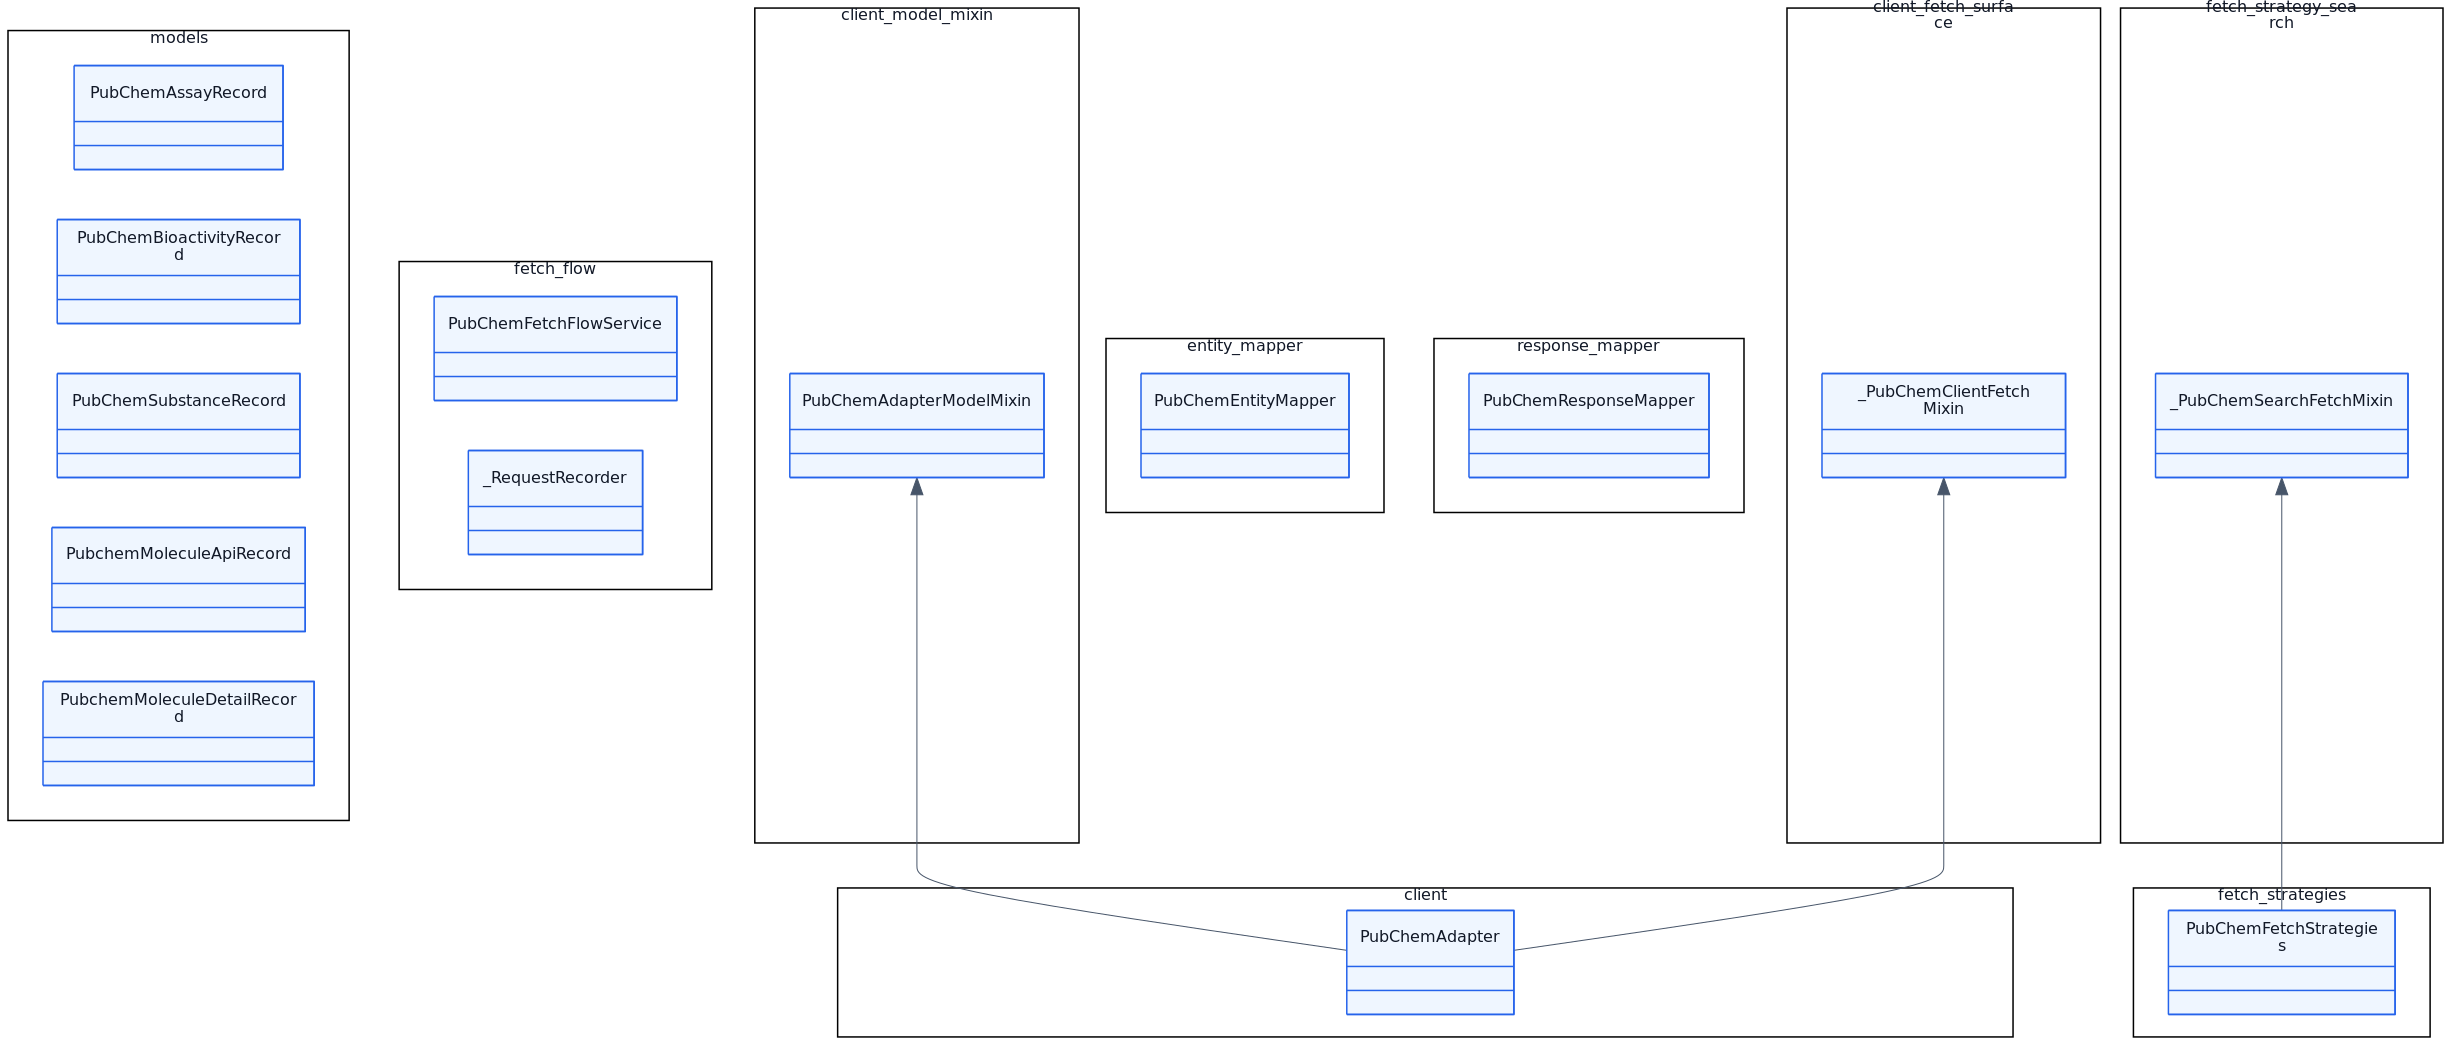 models
PubChemAssayRecord
PubChemBioactivityRecor
d
PubChemSubstanceRecord
PubchemMoleculeApiRecord
PubchemMoleculeDetailRecor
d
fetch_flow
PubChemFetchFlowService
_RequestRecorder
client_model_mixin
PubChemAdapterModelMixin
entity_mapper
PubChemEntityMapper
response_mapper
PubChemResponseMapper
client_fetch_surfa
ce
_PubChemClientFetch
Mixin
fetch_strategy_sea
rch
_PubChemSearchFetchMixin
client
PubChemAdapter
fetch_strategies
PubChemFetchStrategie
s